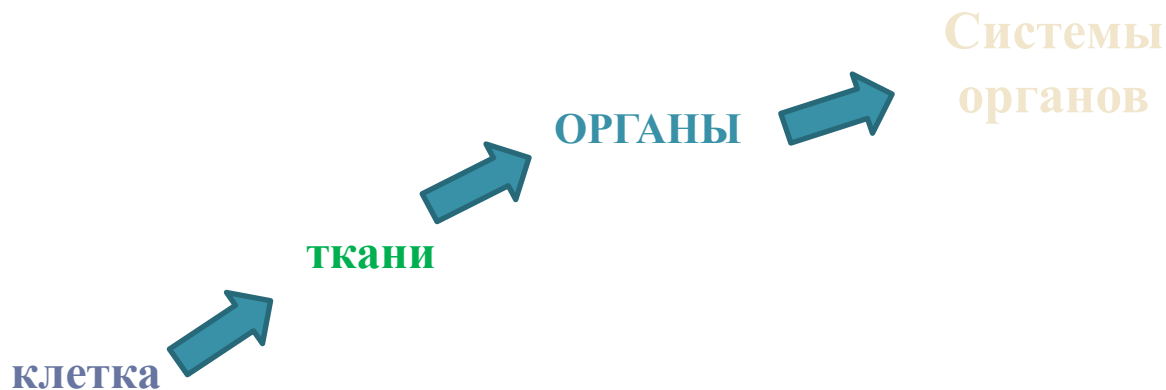 Системы
органов
ОРГАНЫ
ткани
клетка